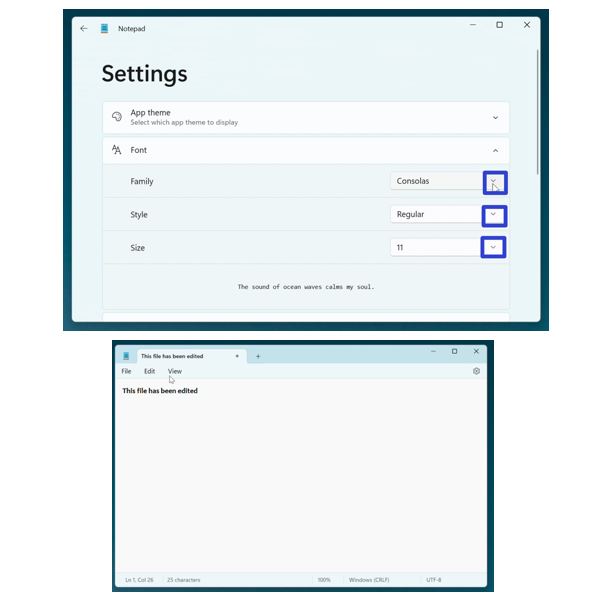 Notepad
Settings
App theme
Select which app theme to display
Font
Family
Consolas
Style
Regular
Size
11
The sound of ocean waves calms my soul.
This file has been edited
File Edit View
This file has been edited
Ln 1, Col 26 25 characters 100% Windows (CRLF) UTF-8